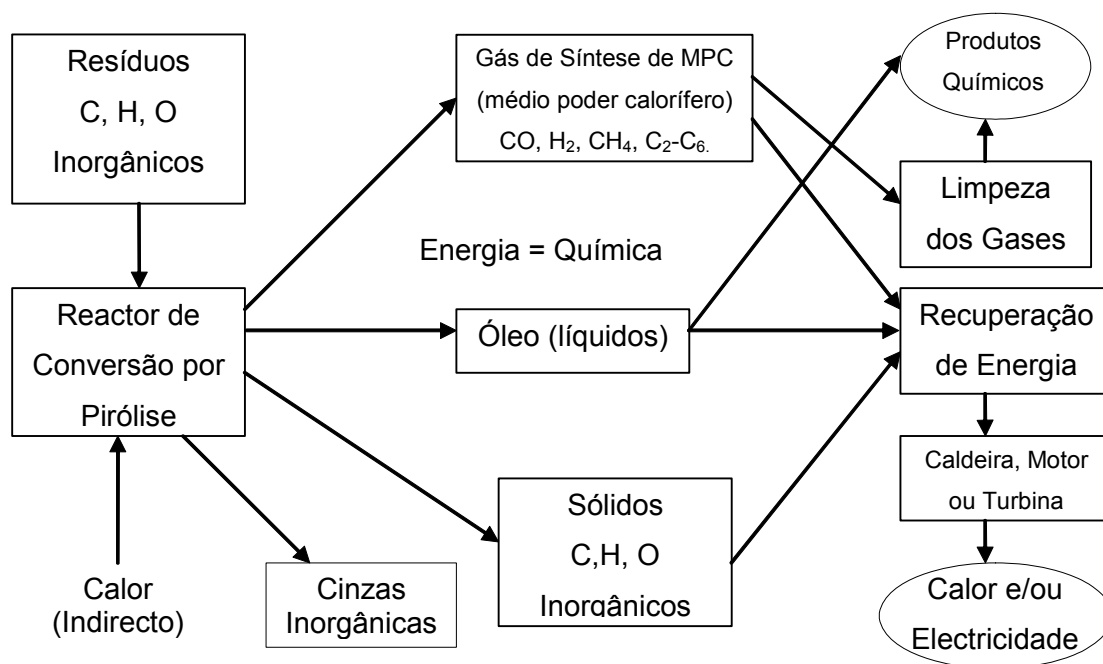 Resíduos
C, H, O
Inorgânicos
Gás de Síntese de MPC
(médio poder calorífero)
CO, H₂, CH₄, C₂-C₆.
Produtos
Químicos
Limpeza
dos Gases
Energia = Química
Reactor de
Conversão por
Pirólise
Óleo (líquidos)
Recuperação
de Energia
Caldeira, Motor
ou Turbina
Sólidos
C,H, O
Inorgânicos
Calor
(Indirecto)
Cinzas
Inorgânicas
Calor e/ou
Electricidade